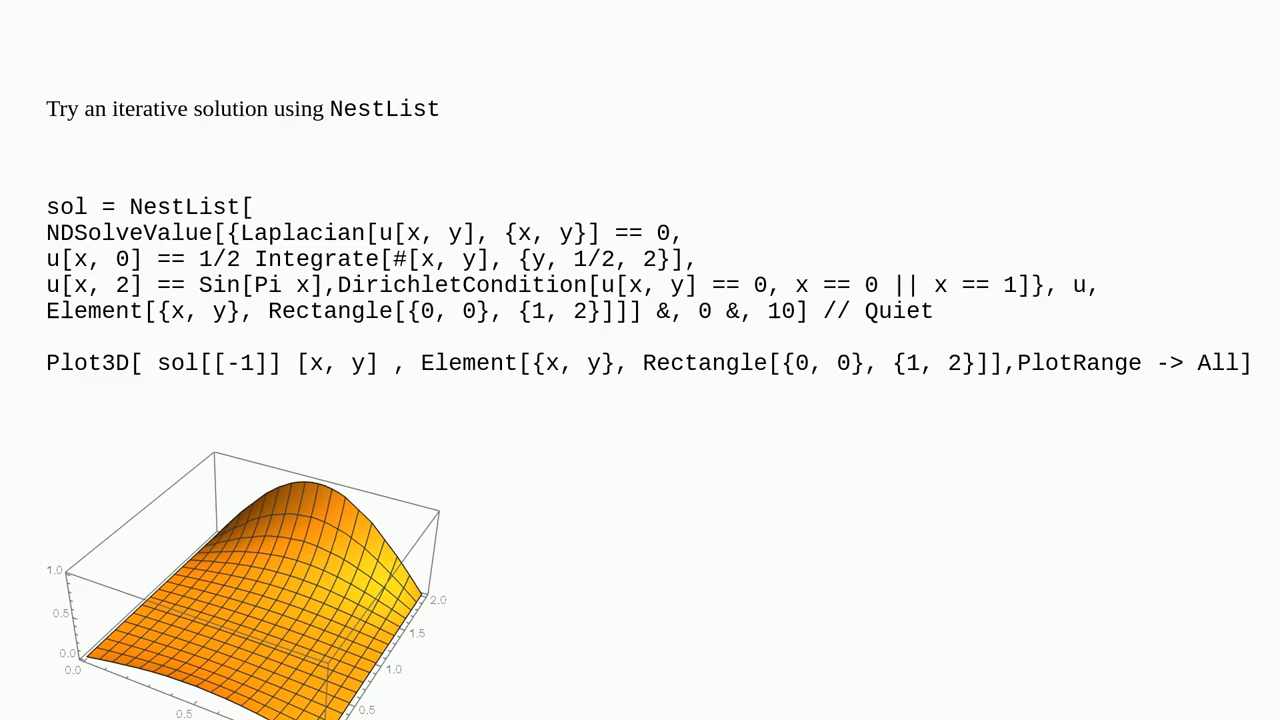 Try an iterative solution using NestList
sol = NestList[
NDSolveValue[{Laplacian[u[x, y], {x, y}] == 0,
u[x, 0] == 1/2 Integrate[#[x, y], {y, 1/2, 2}],
u[x, 2] == Sin[Pi x],DirichletCondition[u[x, y] == 0, x == 0 || x == 1]}, u,
Element[{x, y}, Rectangle[{0, 0}, {1, 2}]]] &, 0 &, 10] // Quiet
Plot3D[ sol[[-1]] [x, y] , Element[{x, y}, Rectangle[{0, 0}, {1, 2}]],PlotRange -> All]
1.0
0.5
0.0
0.0
0.5
2.0
1.5
1.0
0.5